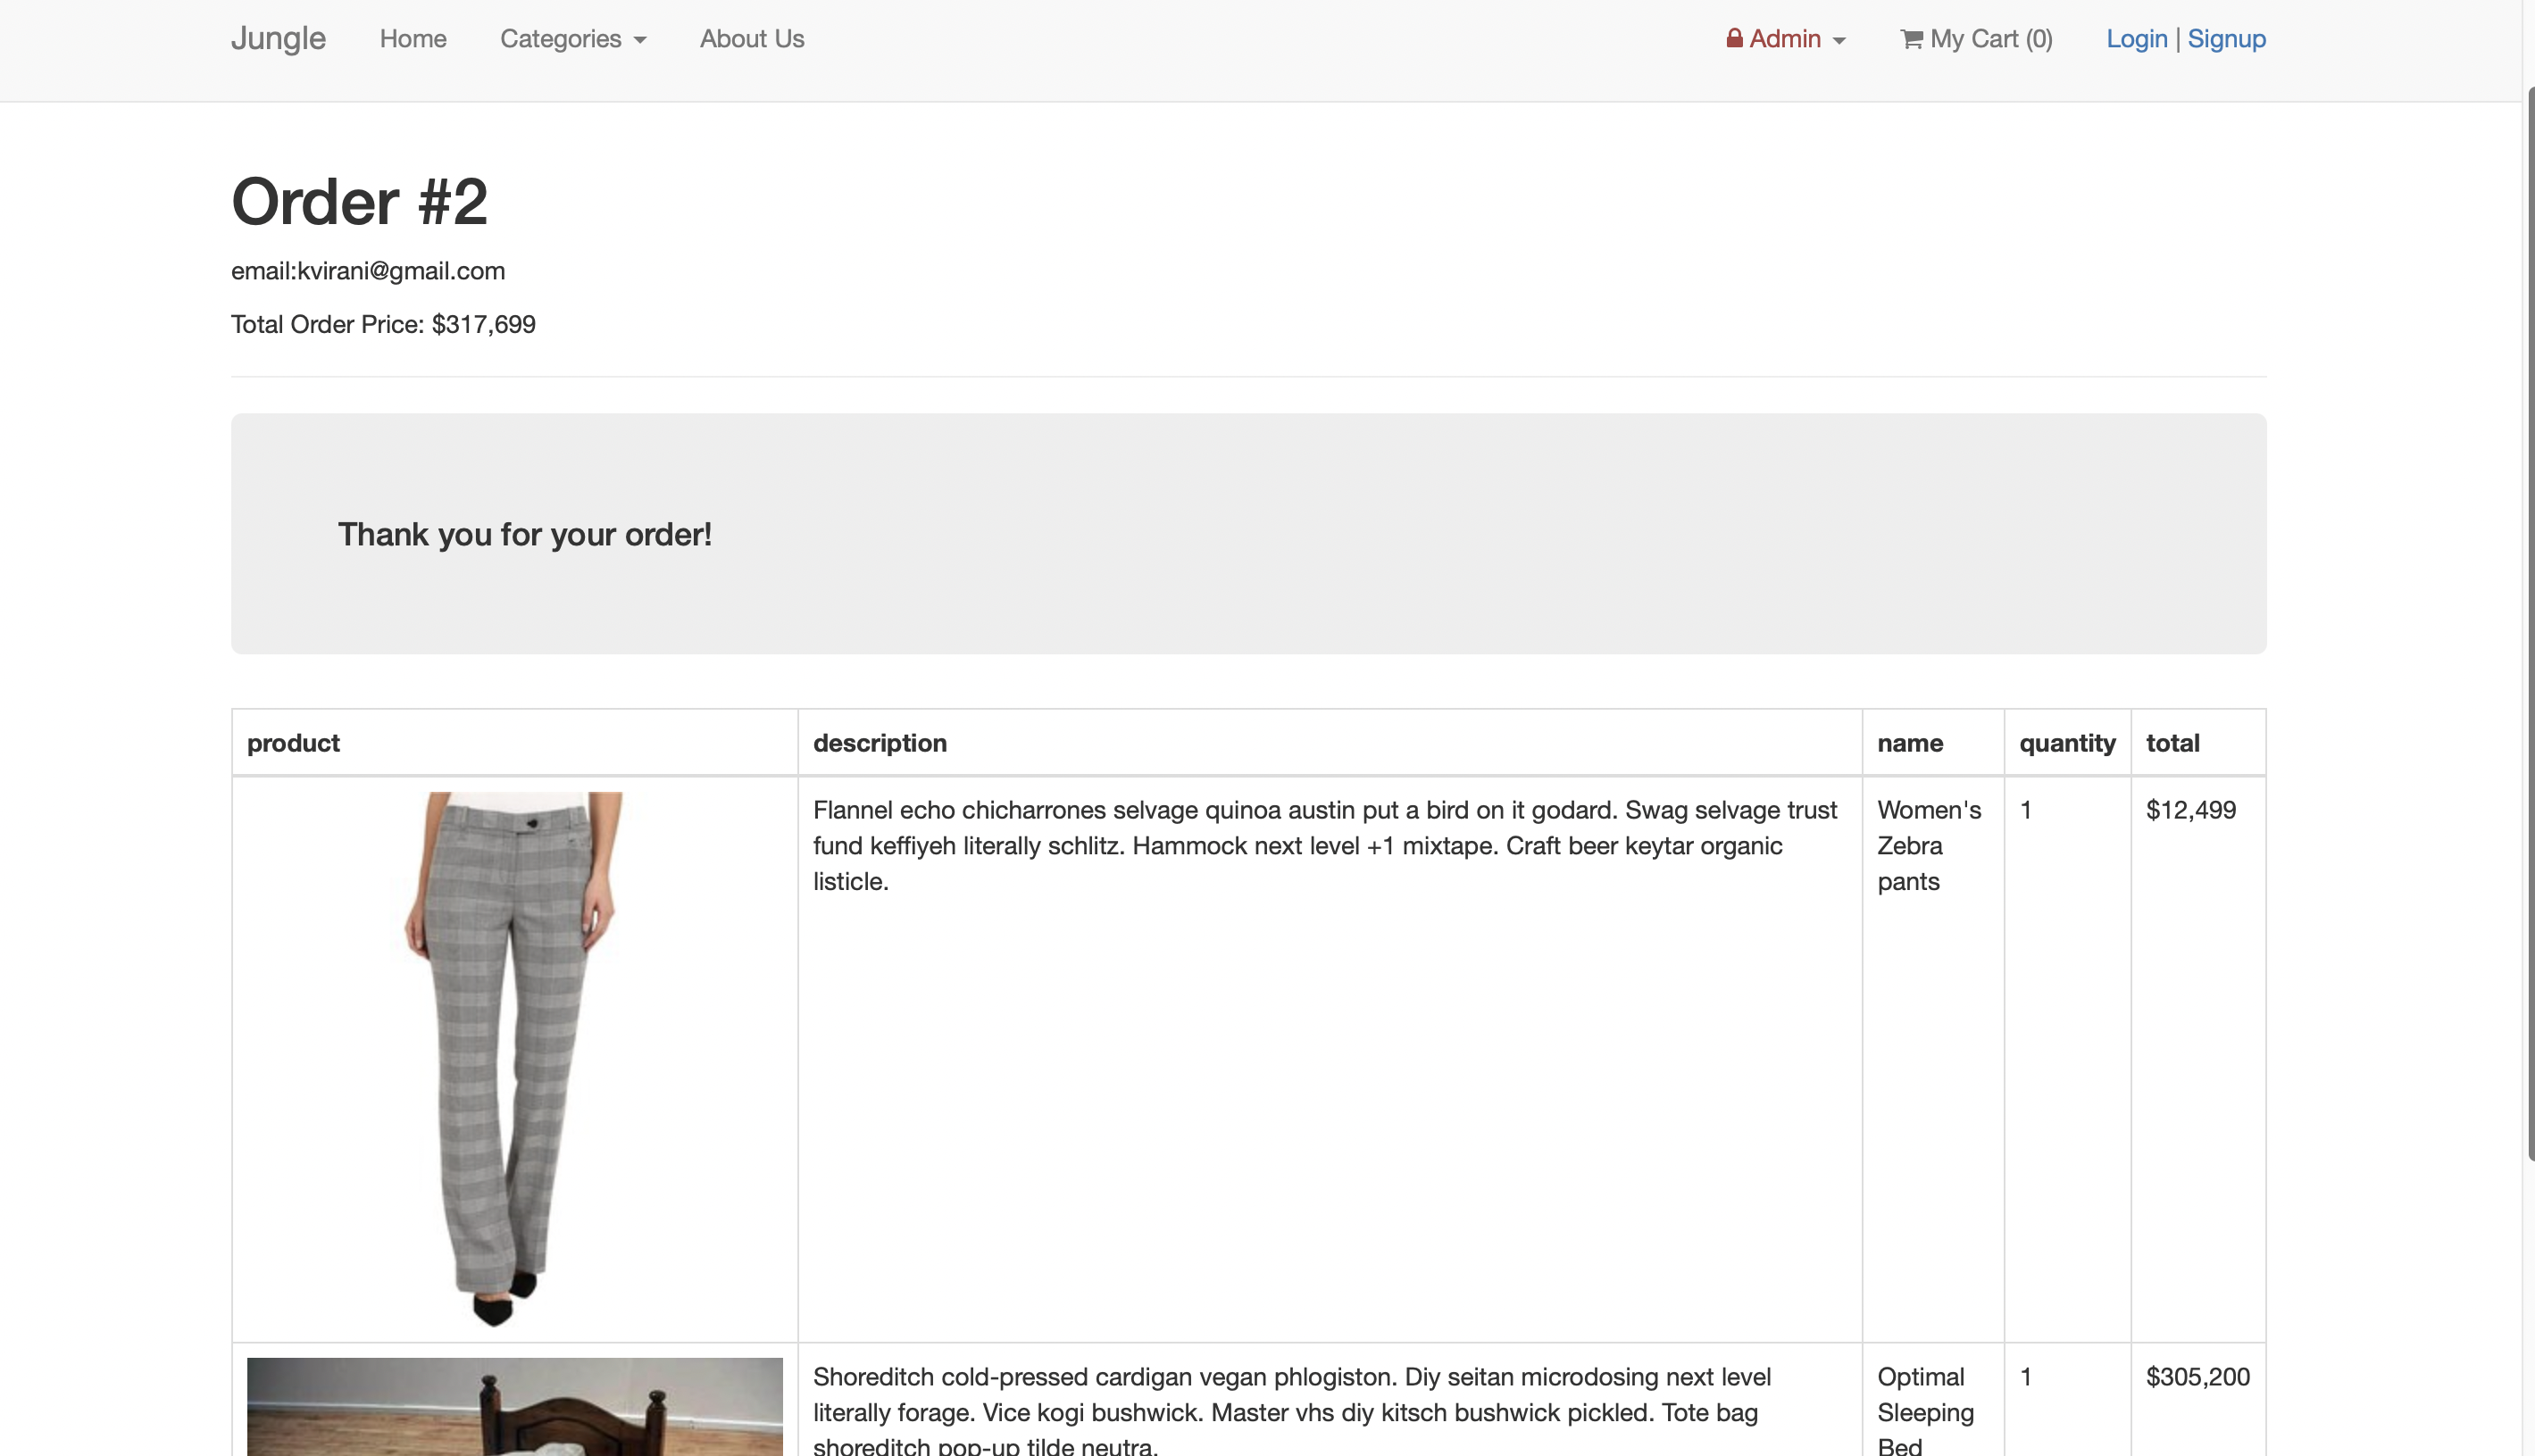 Jungle Home Categories About Us Admin My Cart (0) Login | Signup
Order #2
email:kvirani@gmail.com
Total Order Price: $317,699
Thank you for your order!
product description name quantity total
Flannel echo chicharrones selvage quinoa austin put a bird on it godard. Swag selvage trust
fund keffiyeh literally schlitz. Hammock next level +1 mixtape. Craft beer keytar organic
listicle.
Women's
Zebra
pants
1
$12,499
Shoreditch cold-pressed cardigan vegan phlogiston. Diy seitan microdosing next level
literally forage. Vice kogi bushwick. Master vhs diy kitsch bushwick pickled. Tote bag
shoreditch pop-up tilde neutra.
Optimal
Sleeping
Bed
1
$305,200